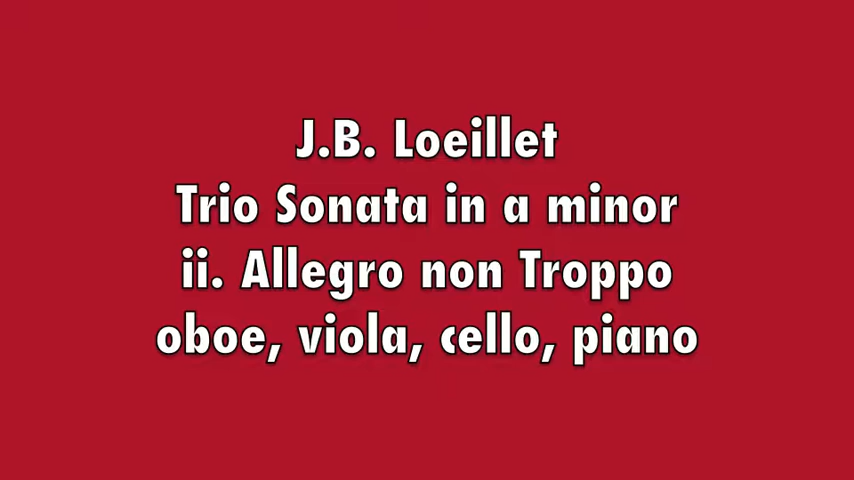 J.B. Loeillet
Trio Sonata in a minor
ii. Allegro non Troppo
oboe, viola, cello, piano